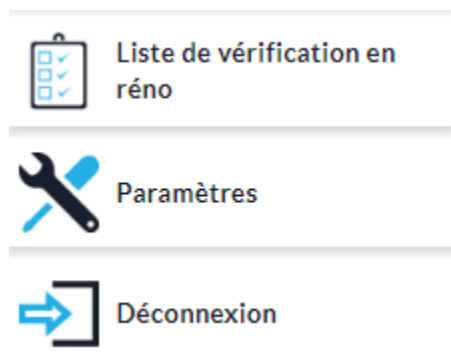 Liste de vérification en
réno
Paramètres
Déconnexion